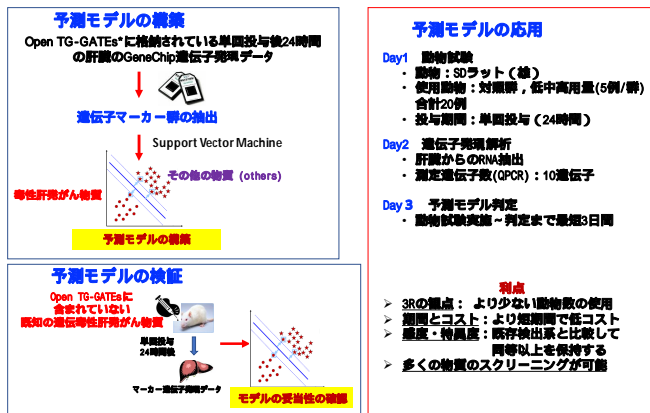 予測モデルの構築
Open TG-GATEs*に格納されている単回投与後24時間
の肝臓のGeneChip遺伝子発現データ
遺伝子マーカー群の抽出
Support Vector Machine
その他の物質 (others)
毒性肝発がん物質
予測モデルの構築
予測モデルの検証
Open TG-GATEsに
含まれていない
既知の遺伝毒性肝発がん物質
単回投与
24時間後
マーカー遺伝子発現データ
モデルの妥当性の確認
予測モデルの応用
Day1 動物試験
・ 動物：SDラット（雄）
・ 使用動物：対照群，低中高用量(5例/群)
合計20例
・ 投与期間：単回投与（24時間）
Day2 遺伝子発現解析
・ 肝臓からのRNA抽出
・ 測定遺伝子数(QPCR)：10遺伝子
Day３ 予測モデル判定
・ 動物試験実施～判定まで最短3日間
利点
➢ 3Rの観点： より少ない動物数の使用
➢ 期間とコスト：より短期間で低コスト
➢ 感度・特異度：既存検出系と比較して
同等以上を保持する
➢ 多くの物質のスクリーニングが可能